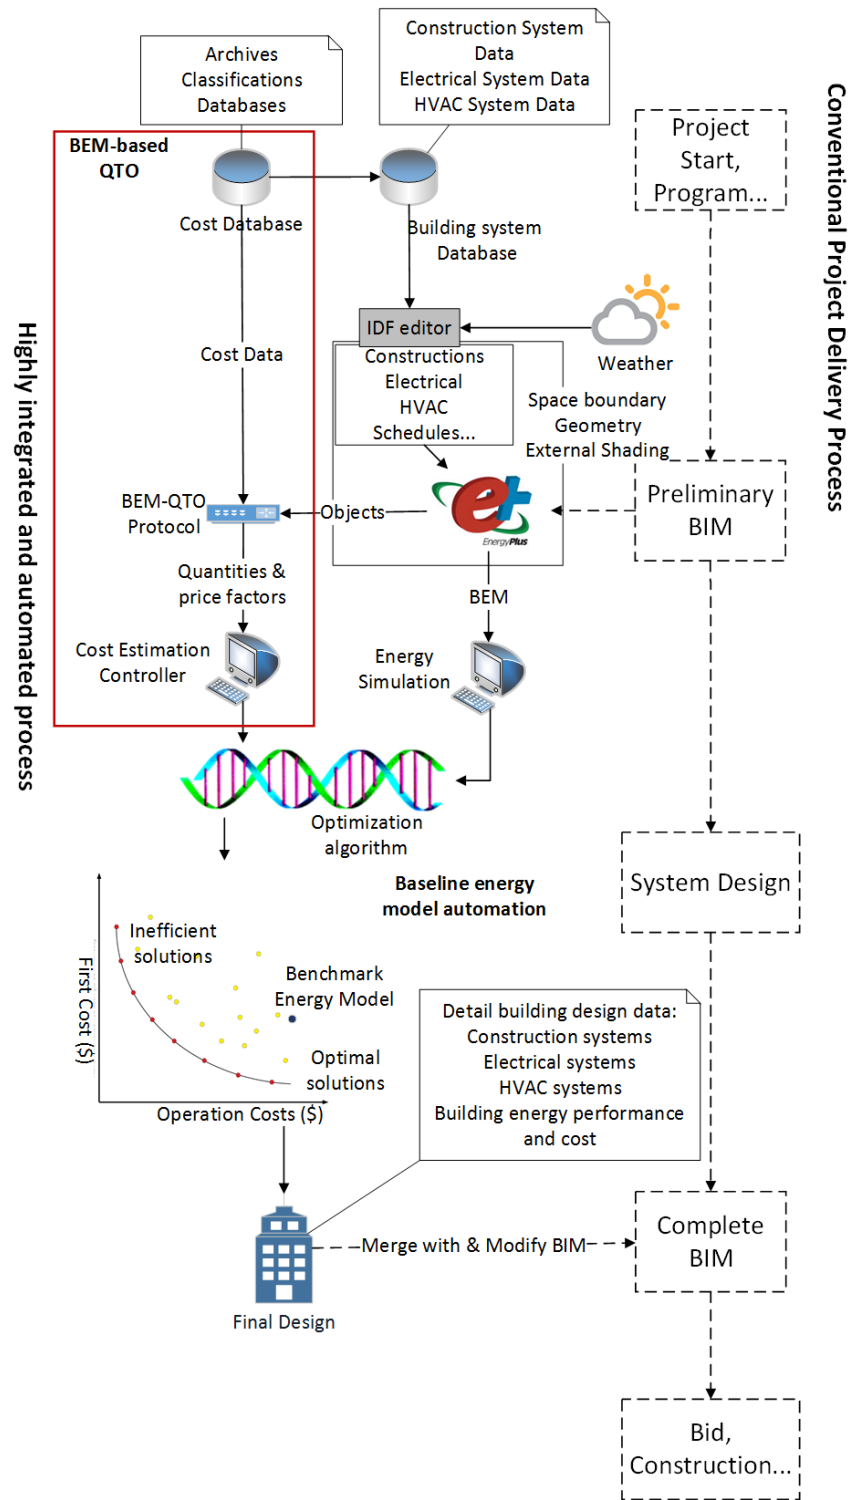 Construction System
Data
Electrical System Data
HVAC System Data
Archives
Classifications
Databases
Conventional Project Delivery Process
Project
Start,
Program...
BEM-based
QTO
Cost Database
Building system
Database
IDF editor
Weather
Highly integrated and automated process
Cost Data
Constructions
Electrical
HVAC
Schedules...
Space boundary
Geometry
External Shading
Preliminary
BIM
BEM-QTO
Protocol
Objects
e+
EnergyPlus
Quantities &
price factors
BEM
Cost Estimation
Controller
Energy
Simulation
Optimization
algorithm
System Design
Baseline energy
model automation
First Cost ($)
Inefficient
solutions
Benchmark
Energy Model
Optimal
solutions
Operation Costs ($)
Detail building design data:
Construction systems
Electrical systems
HVAC systems
Building energy performance
and cost
Merge with & Modify BIM
Complete
BIM
Final Design
Bid,
Construction...